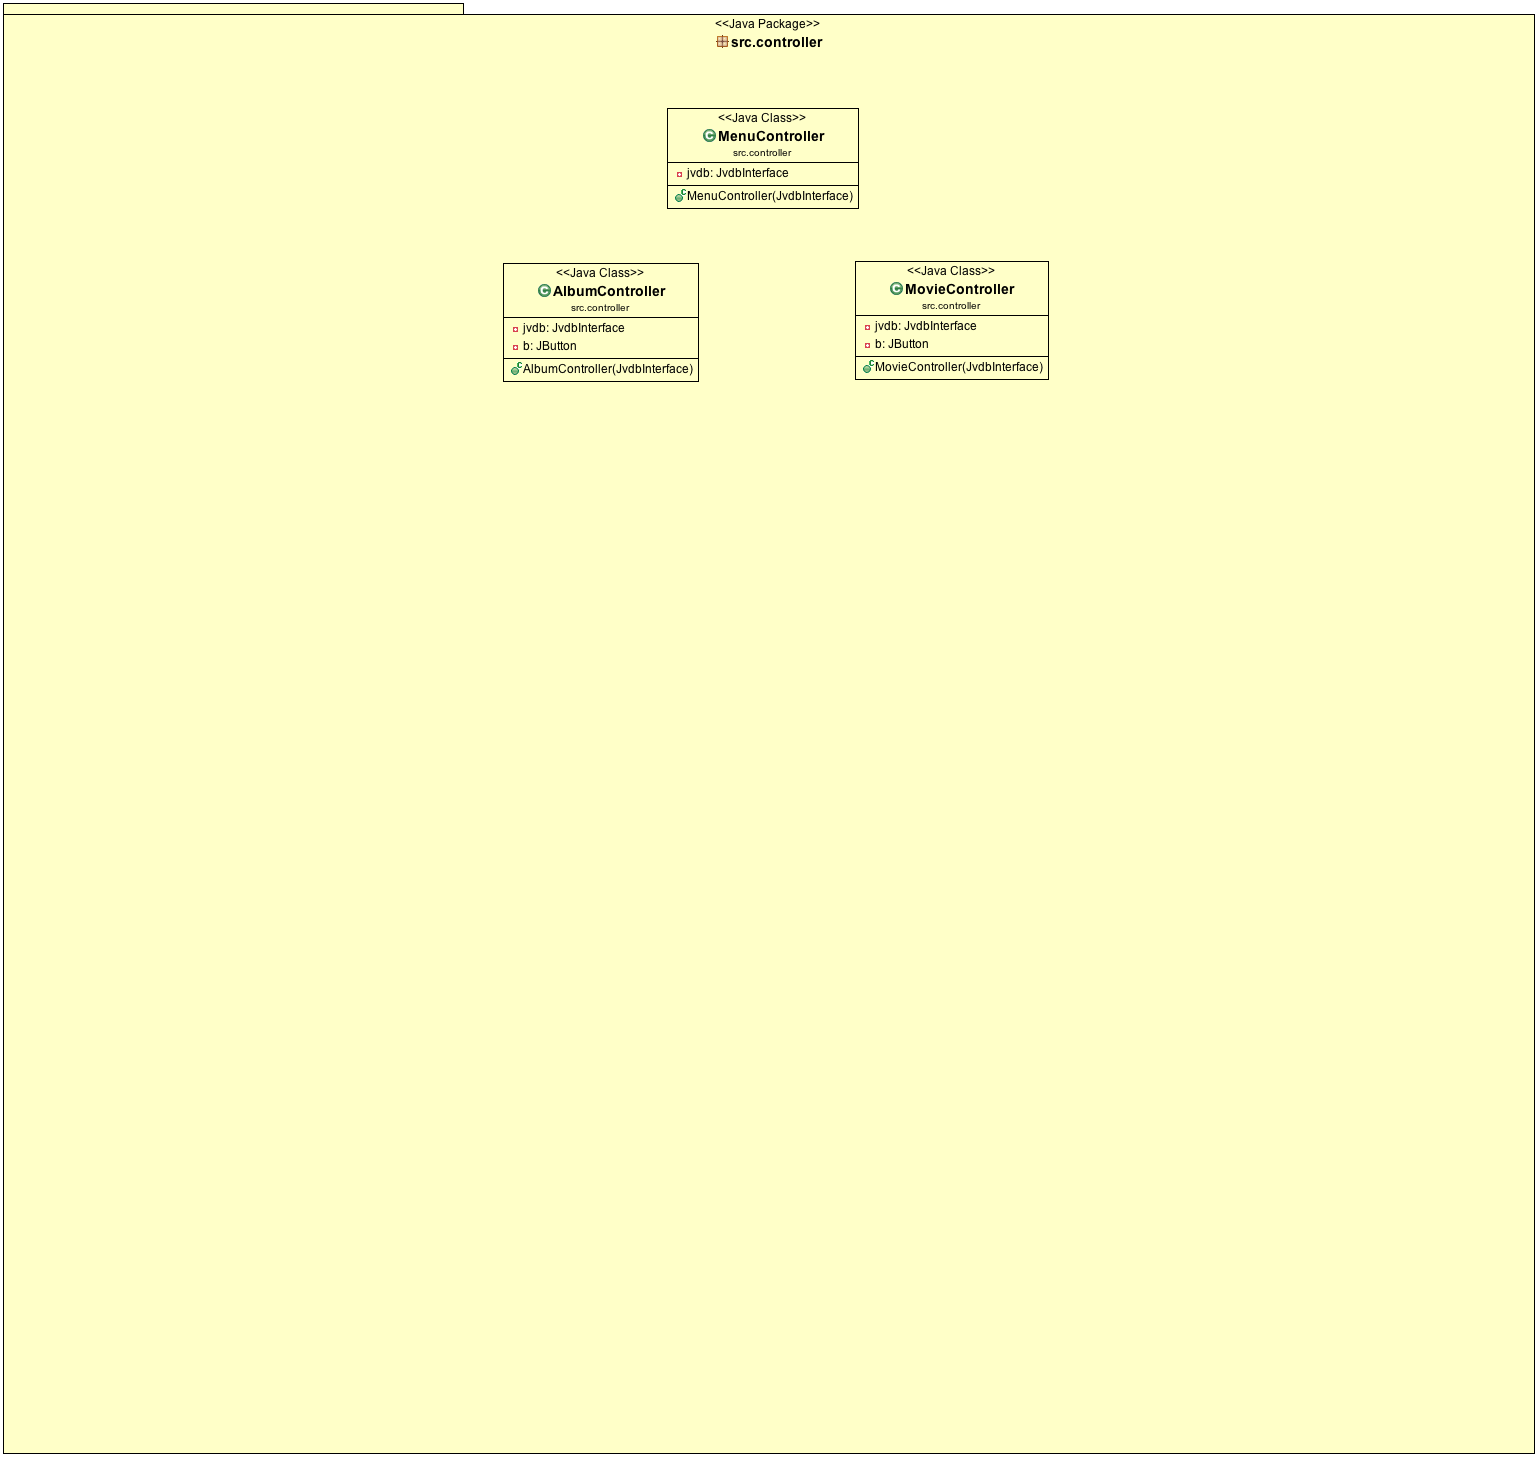 <<Java Package>>
src.controller
<<Java Class>>
MenuController
src.controller
jvdb: JvdbInterface
MenuController(JvdbInterface)
<<Java Class>>
AlbumController
src.controller
jvdb: JvdbInterface
b: JButton
AlbumController(JvdbInterface)
<<Java Class>>
MovieController
src.controller
jvdb: JvdbInterface
b: JButton
MovieController(JvdbInterface)